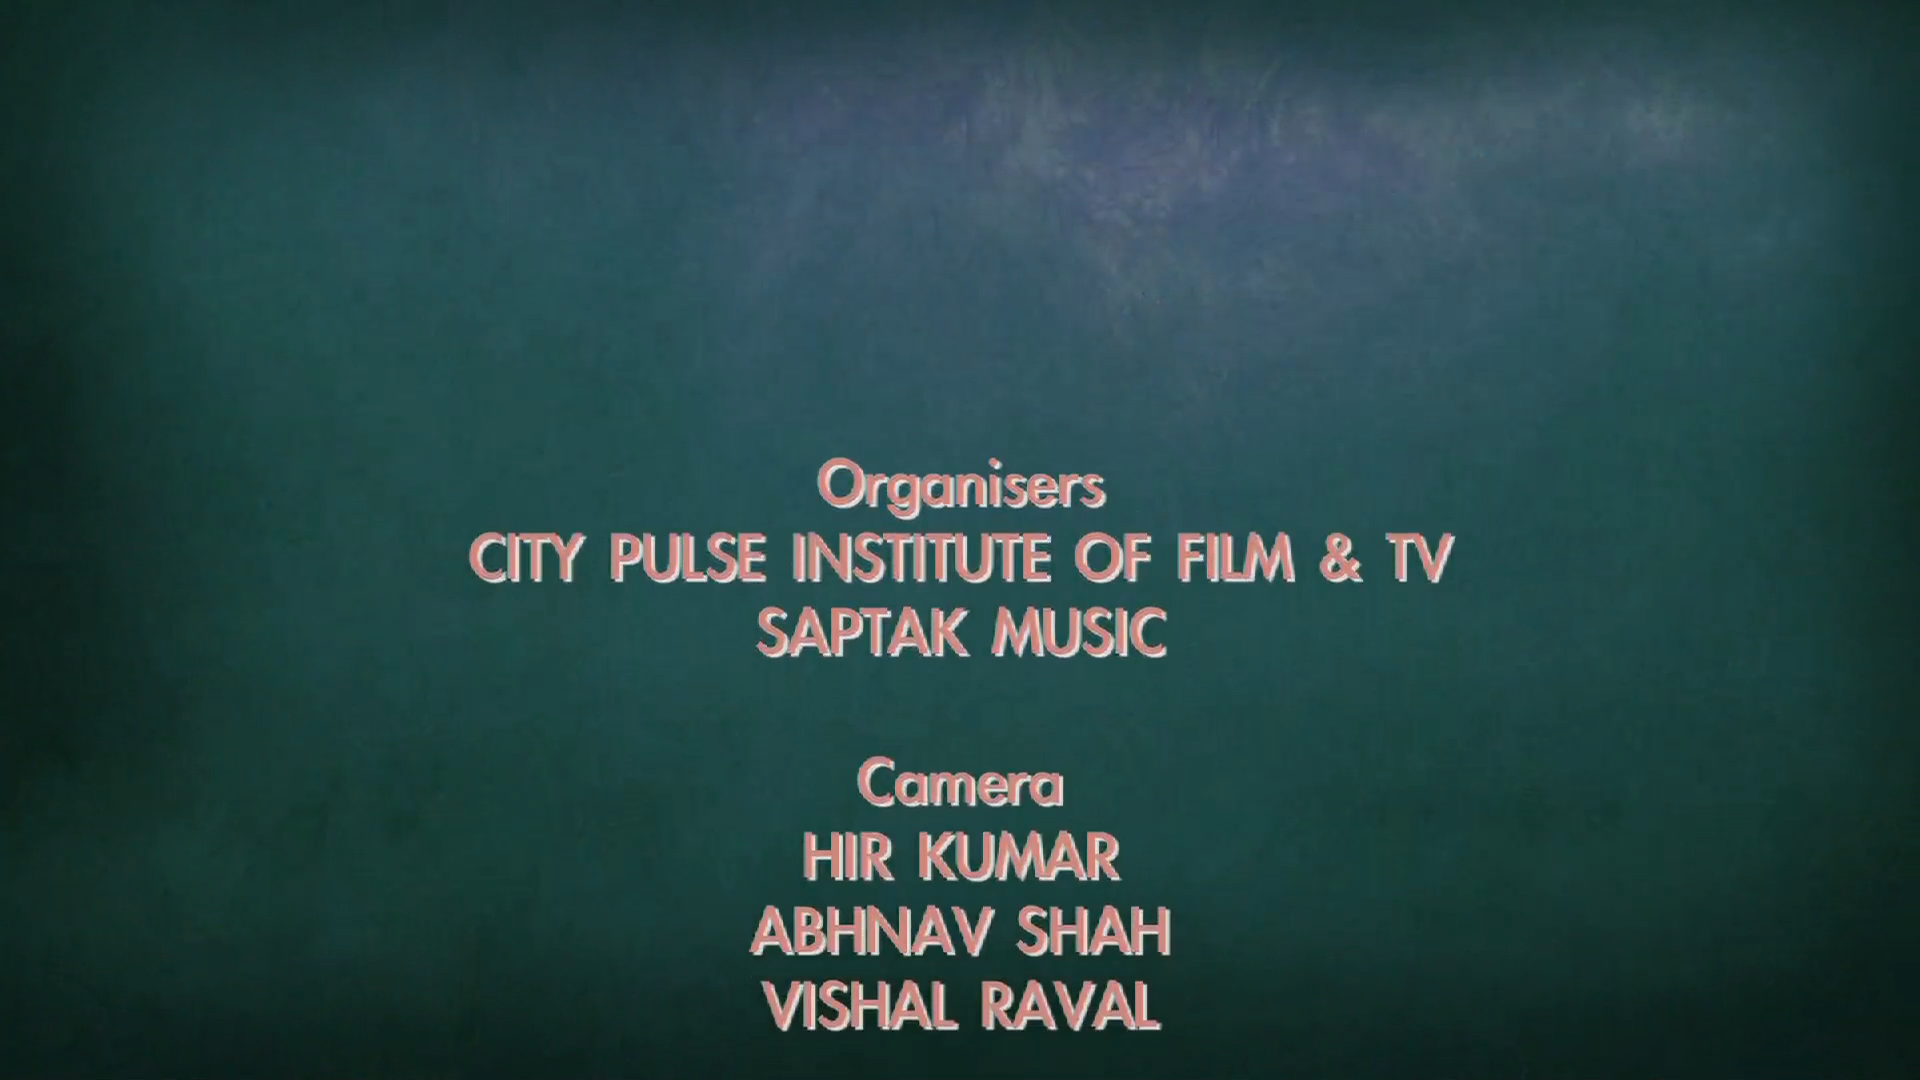 Organisers
CITY PULSE INSTITUTE OF FILM & TV
SAPTAK MUSIC
Camera
HIR KUMAR
ABHNAV SHAH
VISHAL RAVAL